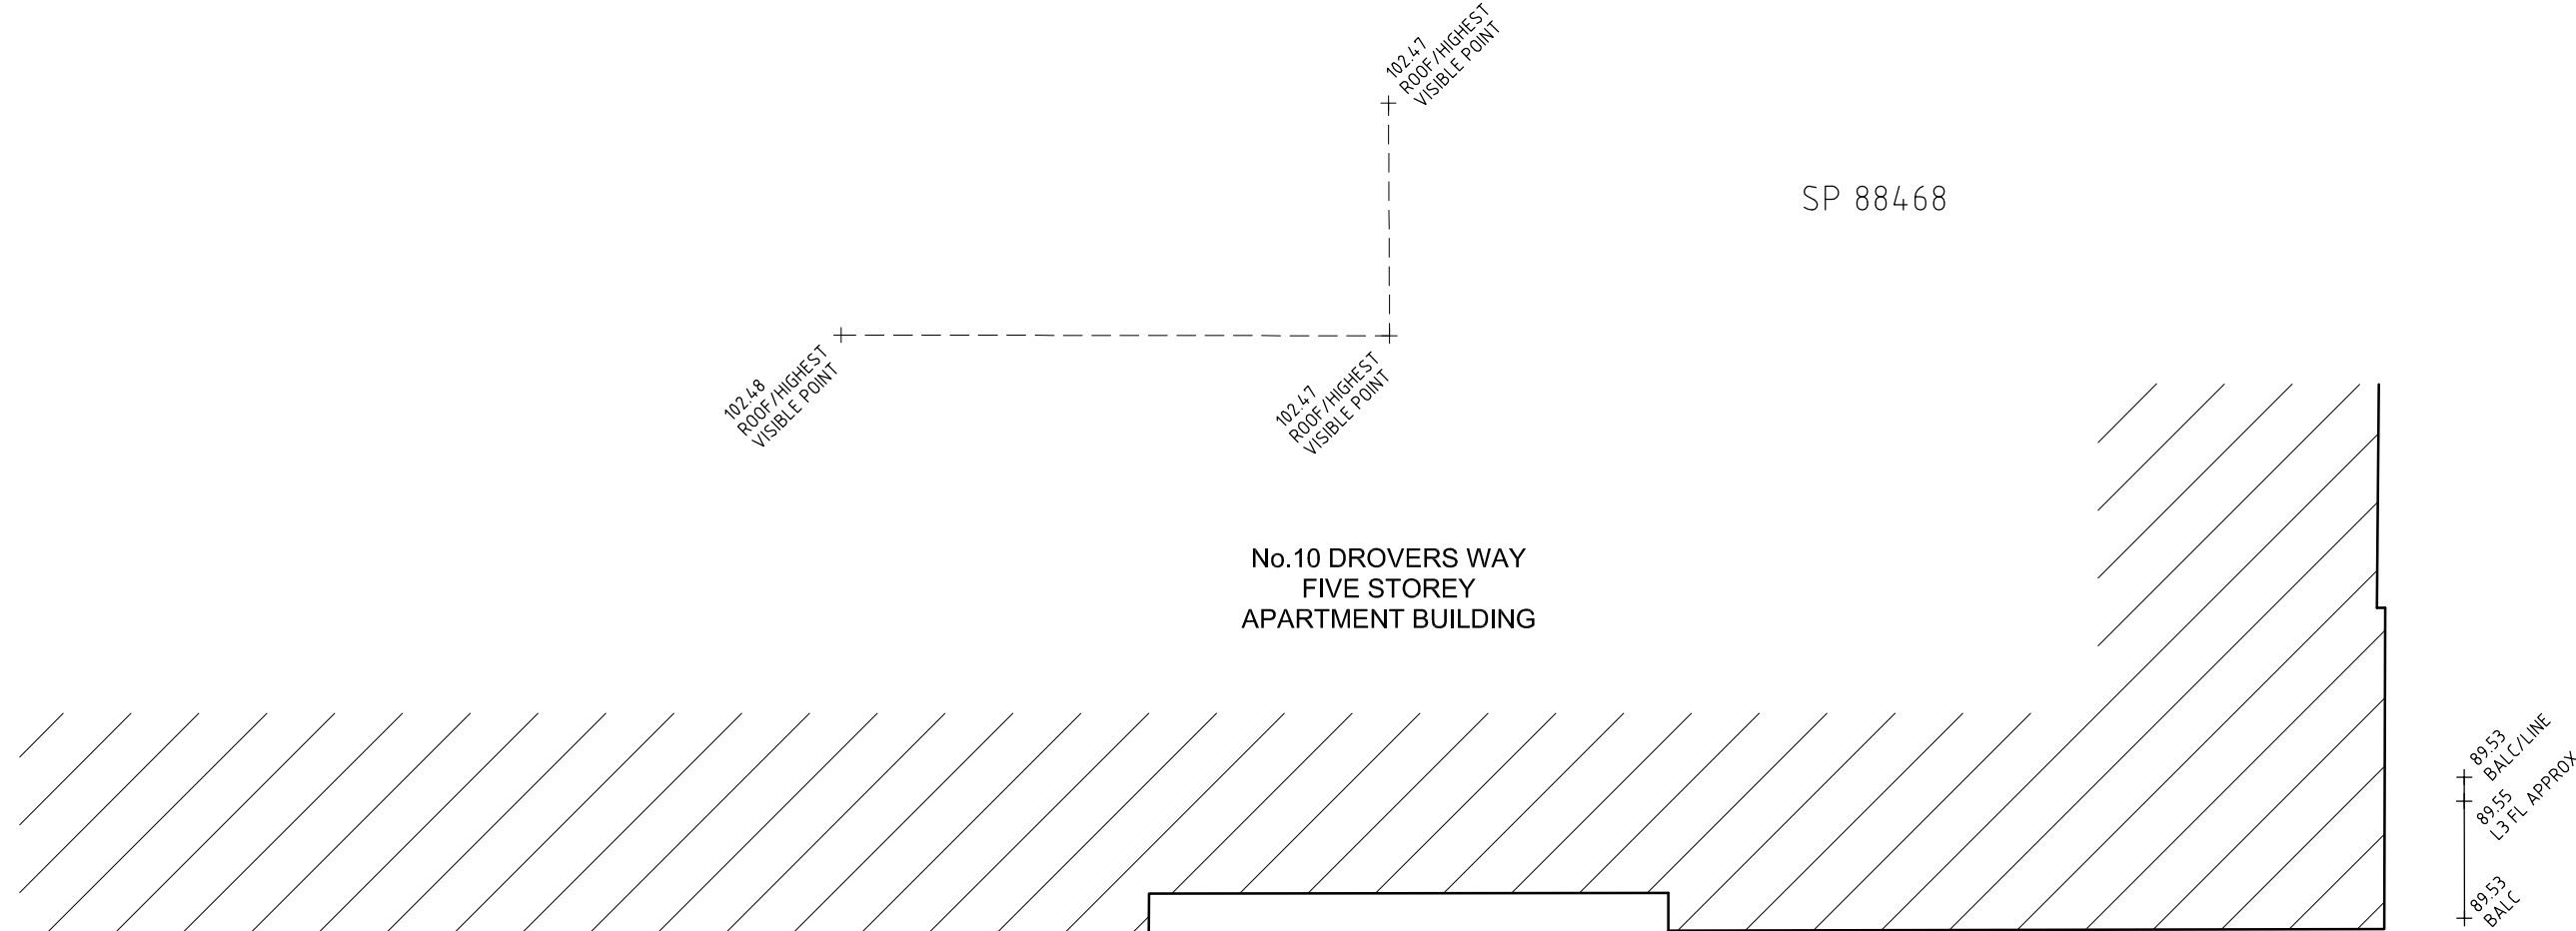 102.47
ROOF/HIGHEST
VISIBLE POINT
SP 88468
102.48
ROOF/HIGHEST
VISIBLE POINT
102.47
ROOF/HIGHEST
VISIBLE POINT
No.10 DROVERS WAY
FIVE STOREY
APARTMENT BUILDING
89.53
BALC/LINE
89.55
L3 FL APPROX
89.53
BALC